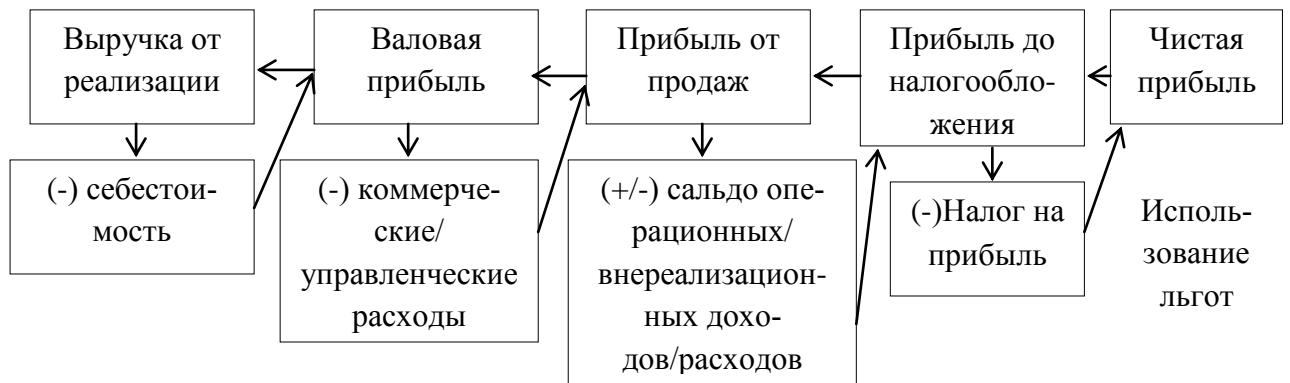 Выручка от
реализации
Валовая
прибыль
Прибыль от
продаж
Прибыль до
налогообло-
жения
Чистая
прибыль
(-) себестои-
мость
(-) коммерче-
ские/
управленческие
расходы
(+/-) сальдо опе-
рационных/
внереализацион-
ных дохо-
дов/расходов
(-)Налог на
прибыль
Исполь-
зование
льгот